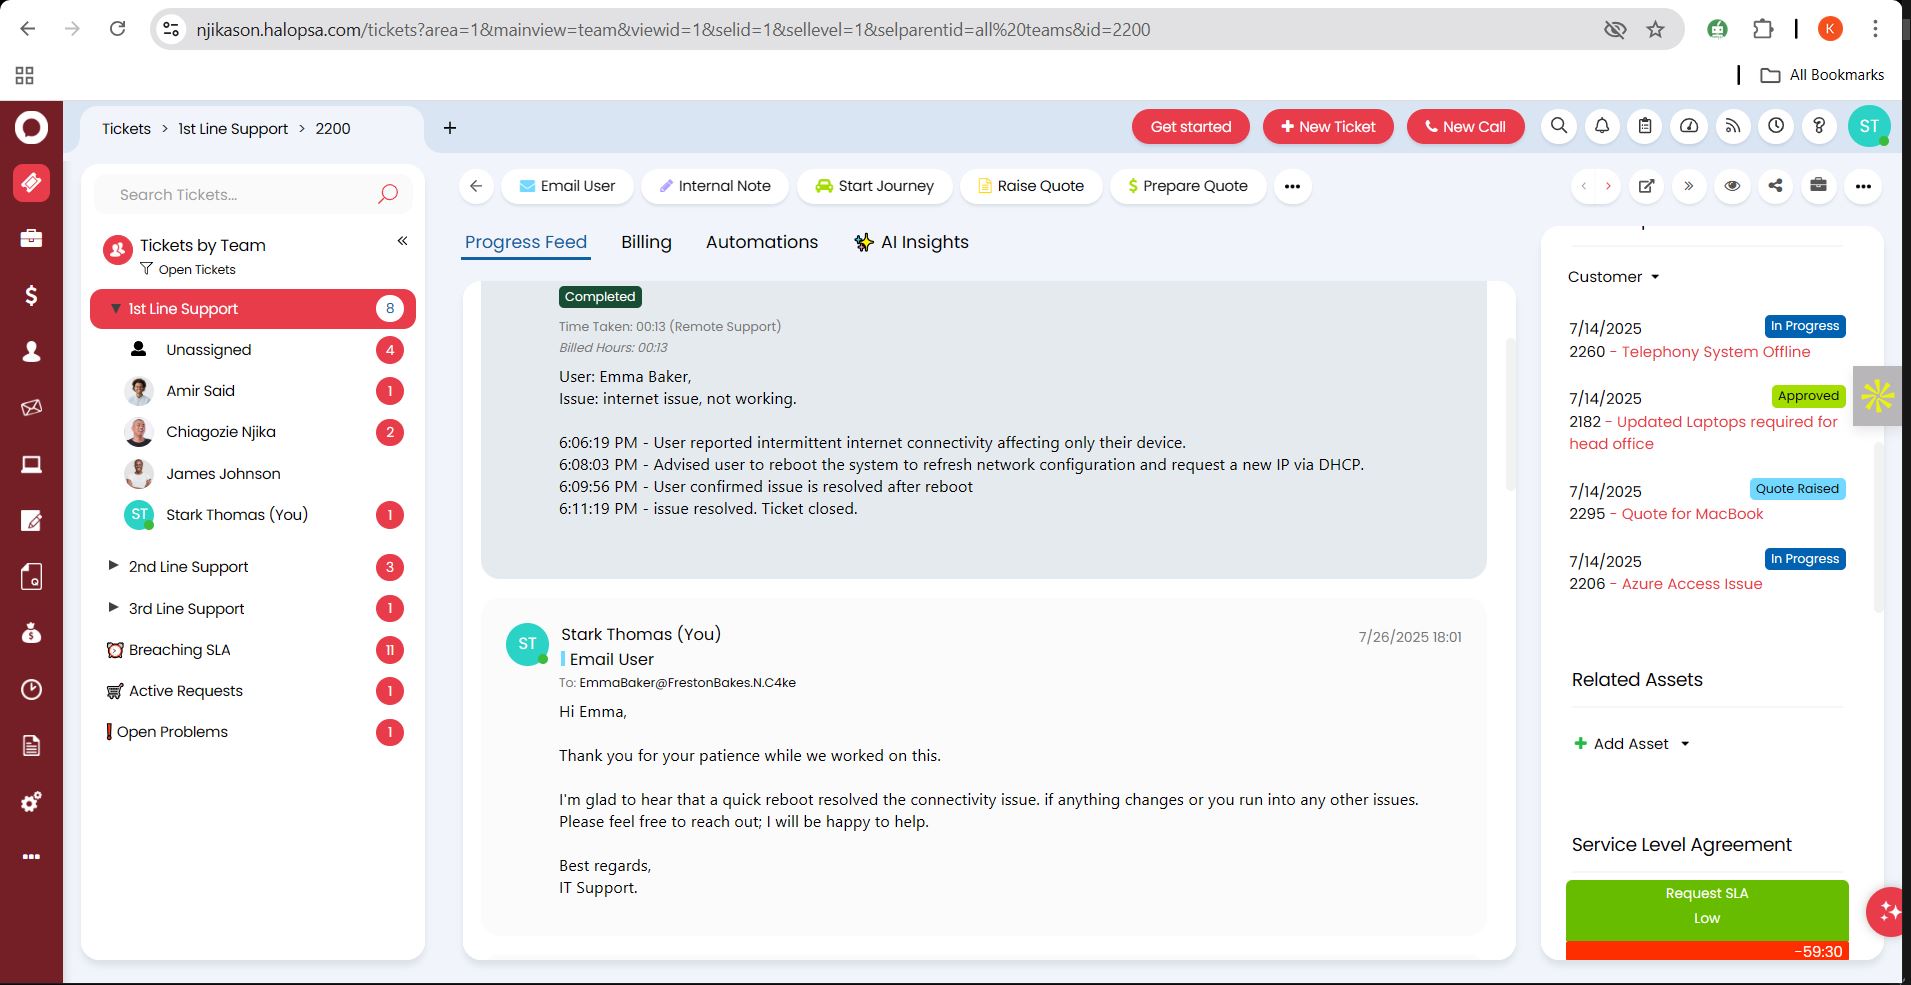 njikason.halopsa.com/tickets?area=1&mainview=team&viewid=1&selid=1&sellevel=1&selparentid=all%20teams&id=2200
K
All Bookmarks
Tickets > 1st Line Support > 2200
+
Get started
+ New Ticket
New Call
?
ST
Search Tickets...
Tickets by Team
Open Tickets
1st Line Support 8
Unassigned 4
Amir Said 1
Chiagozie Njika 2
James Johnson
ST Stark Thomas (You) 1
2nd Line Support 3
3rd Line Support 1
Breaching SLA 11
Active Requests 1
Open Problems 1
Email User
Internal Note
Start Journey
Raise Quote
$ Prepare Quote
Progress Feed
Billing
Automations
AI Insights
Completed
Time Taken: 00:13 (Remote Support)
Billed Hours: 00:13
User: Emma Baker,
Issue: internet issue, not working.
6:06:19 PM - User reported intermittent internet connectivity affecting only their device.
6:08:03 PM - Advised user to reboot the system to refresh network configuration and request a new IP via DHCP.
6:09:56 PM - User confirmed issue is resolved after reboot
6:11:19 PM - issue resolved. Ticket closed.
ST
Stark Thomas (You)
7/26/2025 18:01
Email User
To: EmmaBaker@FrestonBakes.N.C4ke
Hi Emma,
Thank you for your patience while we worked on this.
I'm glad to hear that a quick reboot resolved the connectivity issue. if anything changes or you run into any other issues.
Please feel free to reach out; I will be happy to help.
Best regards,
IT Support.
Customer
7/14/2025 In Progress
2260 - Telephony System Offline
7/14/2025 Approved
2182 - Updated Laptops required for
head office
7/14/2025 Quote Raised
2295 - Quote for MacBook
7/14/2025 In Progress
2206 - Azure Access Issue
Related Assets
+ Add Asset
Service Level Agreement
Request SLA
Low
-59:30